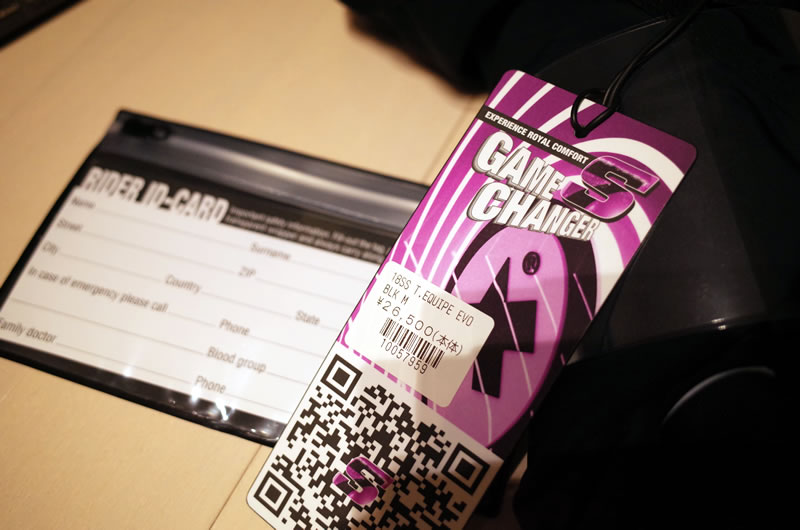 RIDER ID-CARD
Name
Surname
Street
ZIP
City
Country
State
In case of emergency please call
Phone
Family doctor
Blood group
Phone
EXPERIENCE ROYAL COMFORT
GAME S
CHANGER
18SS T.EQUIPE EVO
BLK M
¥26,500(本体)
10057959
S